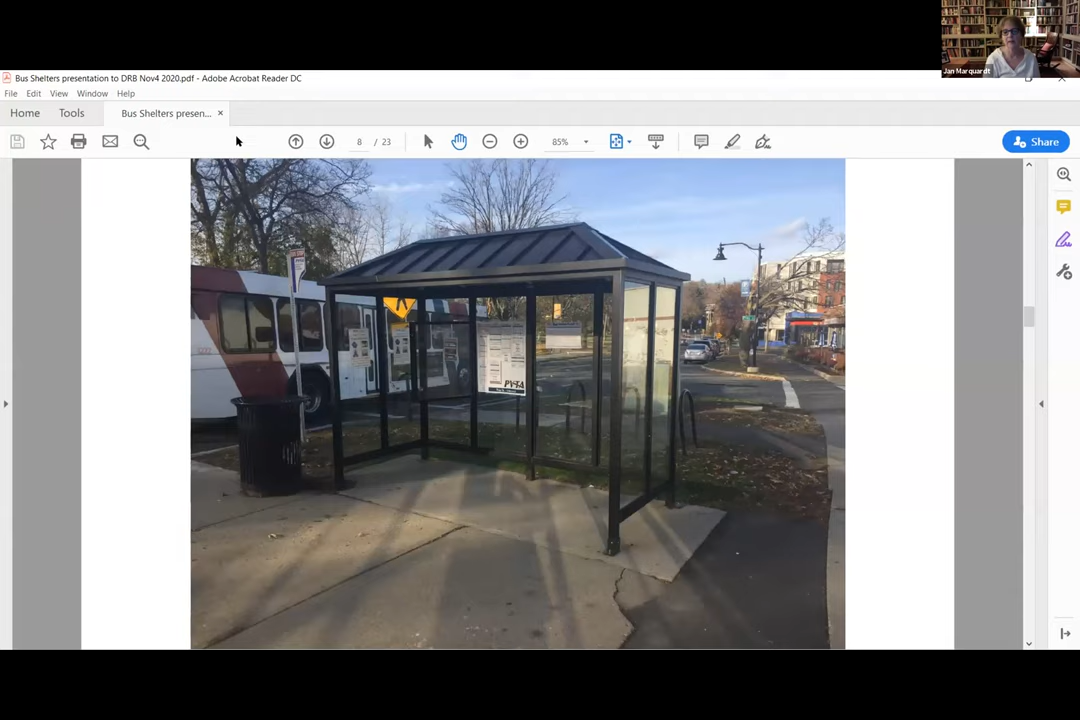 Jan Marquardt
Bus Shelters presentation to DRB Nov4 2020.pdf - Adobe Acrobat Reader DC
File Edit View Window Help
Home Tools Bus Shelters presen... ×
8 / 23 85% Share
PVTA